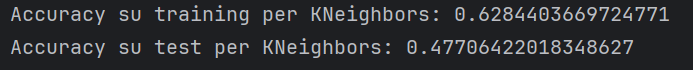 Accuracy su training per KNeighbors: 0.6284403669724771
Accuracy su test per KNeighbors: 0.47706422018348627